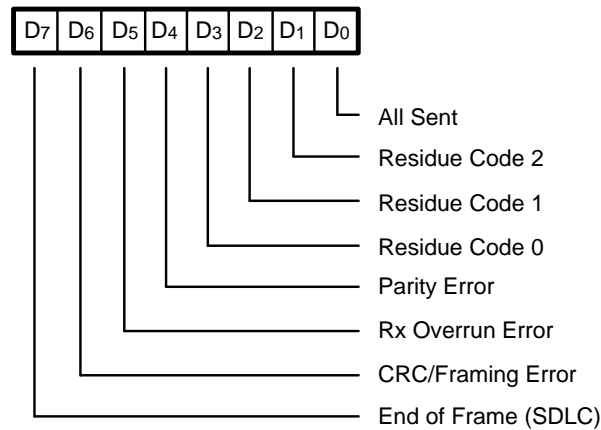 D7 D6 D5 D4 D3 D2 D1 D0
All Sent
Residue Code 2
Residue Code 1
Residue Code 0
Parity Error
Rx Overrun Error
CRC/Framing Error
End of Frame (SDLC)